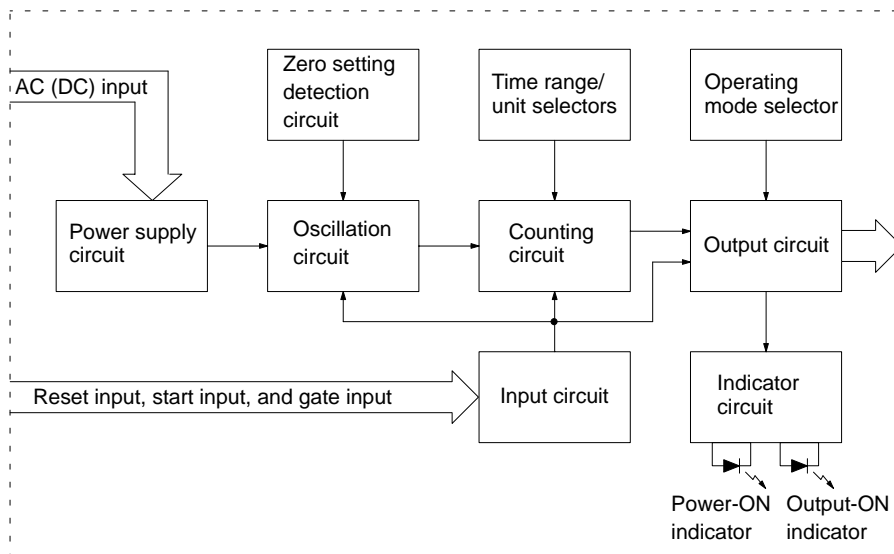 AC (DC) input
Zero setting
detection
circuit
Time range/
unit selectors
Operating
mode selector
Power supply
circuit
Oscillation
circuit
Counting
circuit
Output circuit
Reset input, start input, and gate input
Input circuit
Indicator
circuit
Power-ON
indicator
Output-ON
indicator